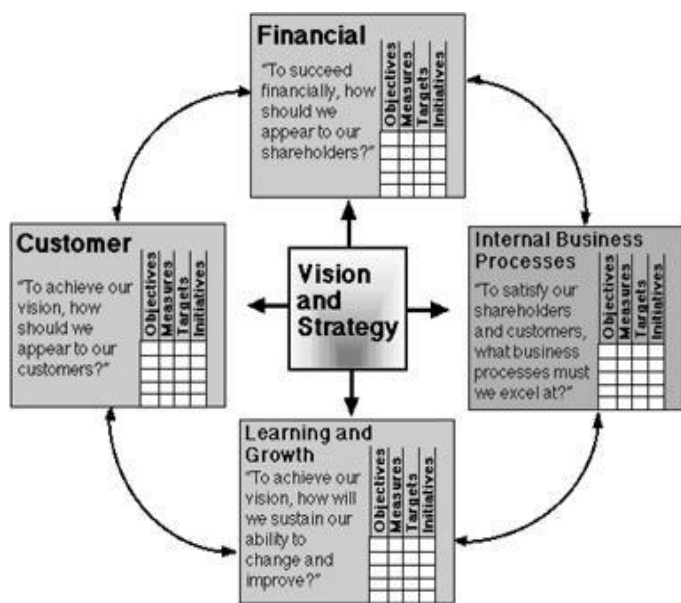 Financial
“To succeed
financially, how
should we
appear to our
shareholders?”
Objectives
Measures
Targets
Initiatives
Customer
“To achieve our
vision, how
should we
appear to our
customers?”
Objectives
Measures
Targets
Initiatives
Vision
and
Strategy
Internal Business
Processes
“To satisfy our
shareholders
and customers,
what business
processes must
we excel at?”
Objectives
Measures
Targets
Initiatives
Learning and
Growth
“To achieve our
vision, how will
we sustain our
ability to
change and
improve?”
Objectives
Measures
Targets
Initiatives